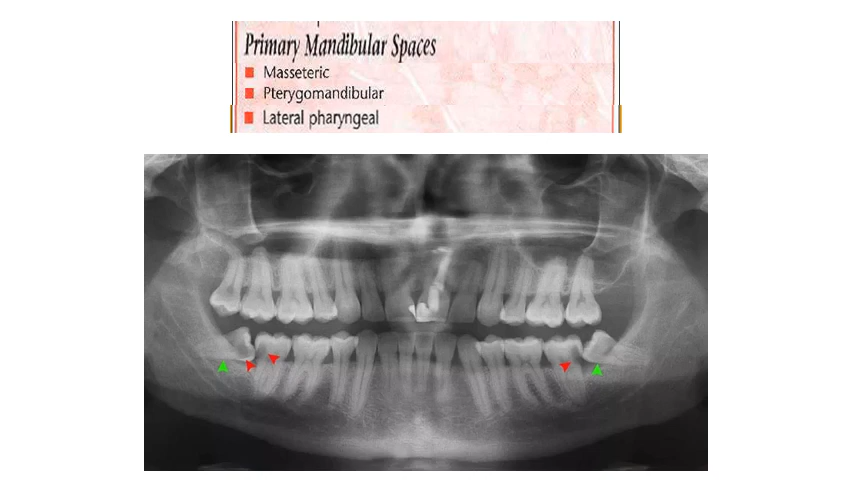 Primary Mandibular Spaces
Masseteric
Pterygomandibular
Lateral pharyngeal